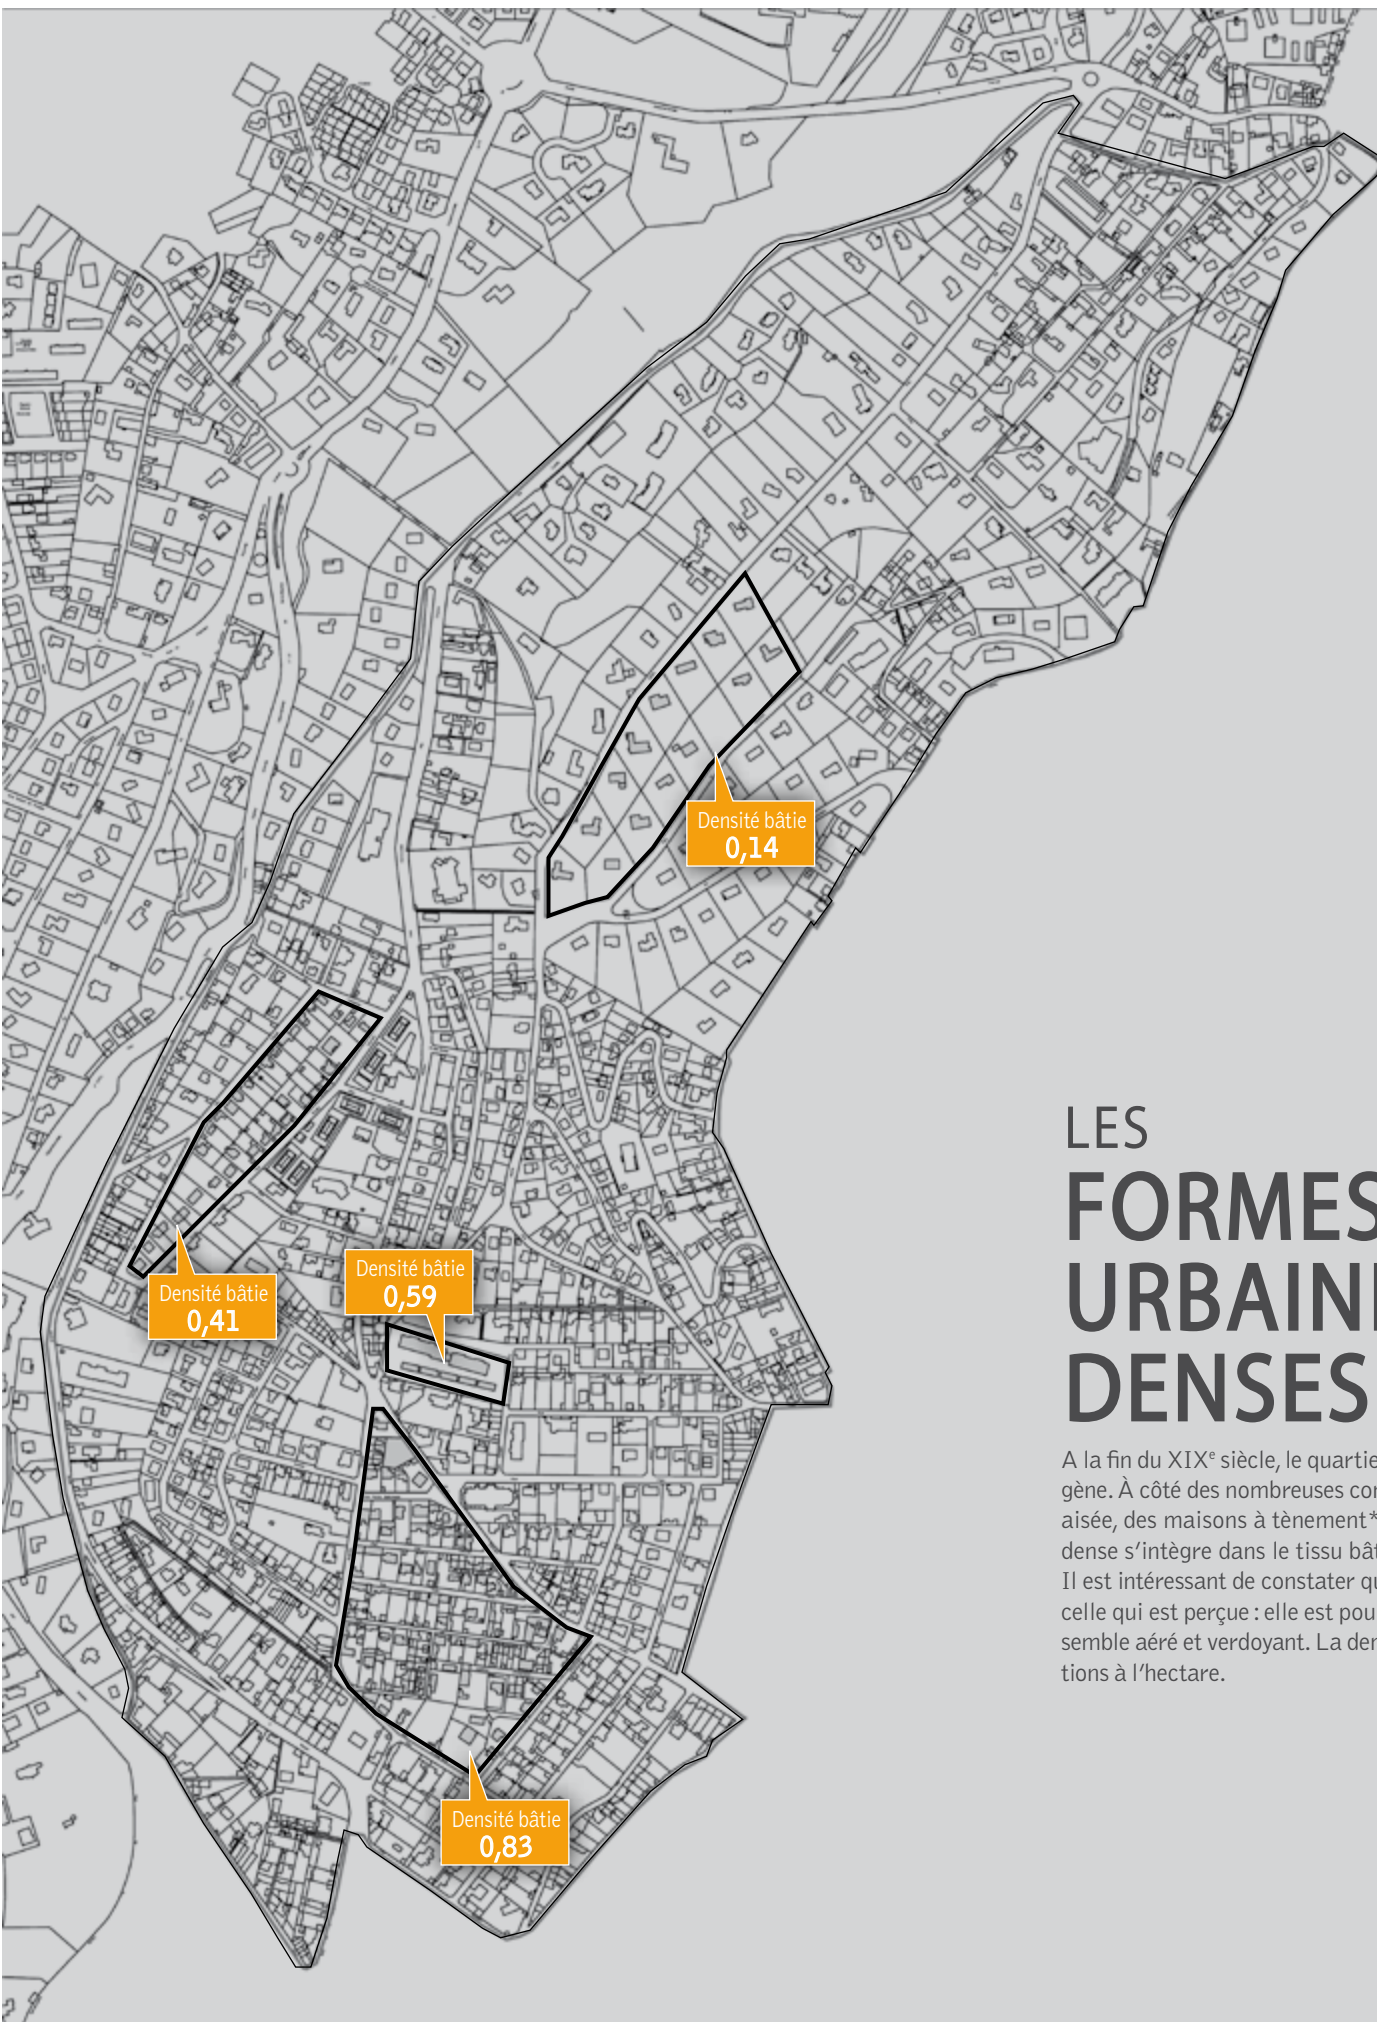 Densité bâtie
0,14
Densité bâtie
0,41
Densité bâtie
0,59
Densité bâtie
0,83
LES
FORMES
URBAIN
DENSES
A la fin du XIXe siècle, le quartie
gène. À côté des nombreuses con
aisée, des maisons à tènement*
dense s'intègre dans le tissu bât
Il est intéressant de constater qu
celle qui est perçue : elle est pou
semble aéré et verdoyant. La den
tions à l'hectare.